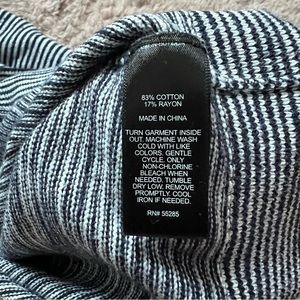 83% COTTON
17% RAYON
MADE IN CHINA
TURN GARMENT INSIDE
OUT. MACHINE WASH
COLD WITH LIKE
COLORS. GENTLE
CYCLE. ONLY
NON-CHLORINE
BLEACH WHEN
NEEDED. TUMBLE
DRY LOW. REMOVE
PROMPTLY. COOL
IRON IF NEEDED.
RN# 55285